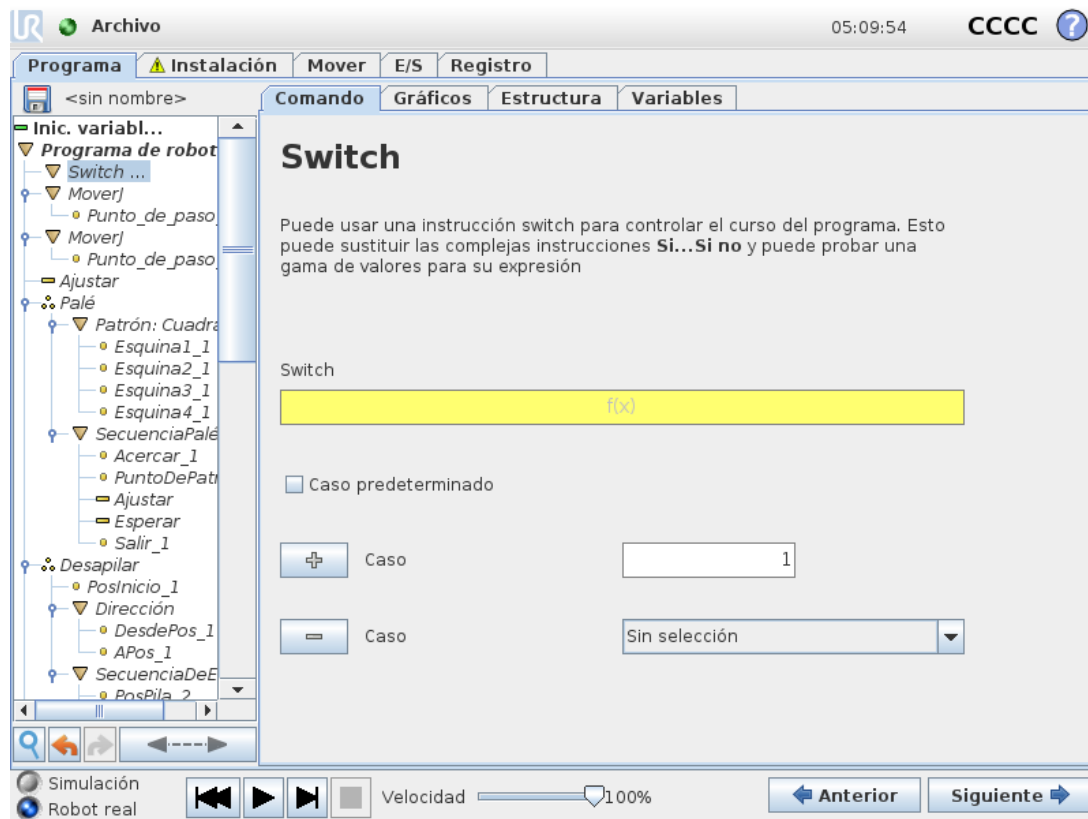 UR Archivo 05:09:54 CCCC ?
Programa Instalación Mover E/S Registro
<sin nombre> Comando Gráficos Estructura Variables
Inic. variabl...
Programa de robot
Switch ...
MoverJ
Punto_de_paso_
MoverJ
Punto_de_paso_
Ajustar
Palé
Patrón: Cuadra
Esquina1_1
Esquina2_1
Esquina3_1
Esquina4_1
SecuenciaPalé
Acercar_1
PuntoDePatr
Ajustar
Esperar
Salir_1
Desapilar
PosInicio_1
Dirección
DesdePos_1
APos_1
SecuenciaDeE
PosPila_2
Switch
Puede usar una instrucción switch para controlar el curso del programa. Esto
puede sustituir las complejas instrucciones Si...Si no y puede probar una
gama de valores para su expresión
Switch
f(x)
Caso predeterminado
Caso 1
Caso Sin selección
Simulación
Robot real
Velocidad 100%
Anterior Siguiente